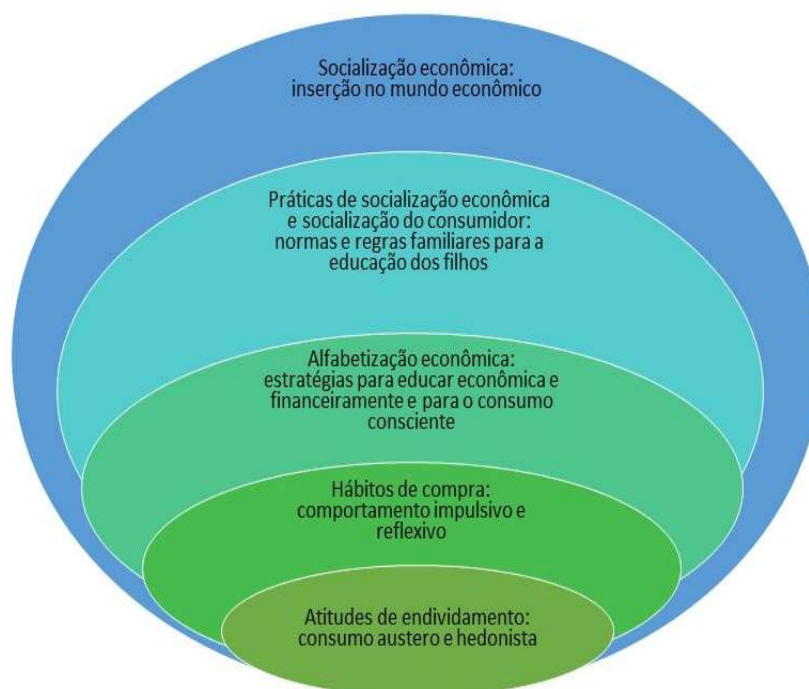 Socialização econômica:
inserção no mundo econômico
Práticas de socialização econômica
e socialização do consumidor:
normas e regras familiares para a
educação dos filhos
Alfabetização econômica:
estratégias para educar econômica e
financeiramente e para o consumo
consciente
Hábitos de compra:
comportamento impulsivo e
reflexivo
Atitudes de endividamento:
consumo austero e hedonista